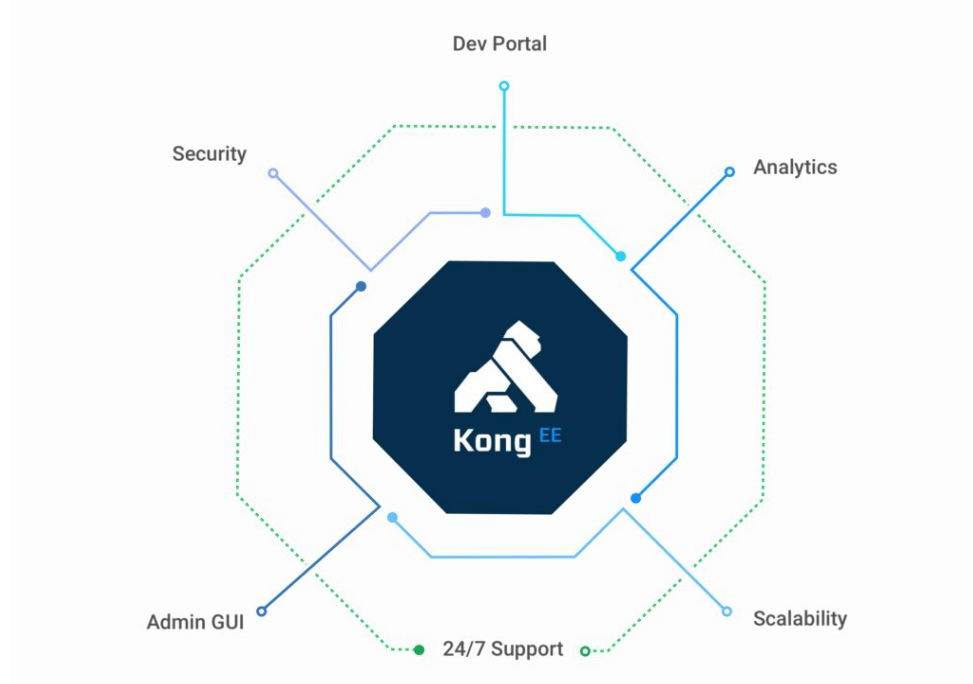 Dev Portal
Security
Analytics
Kong EE
Admin GUI
Scalability
24/7 Support